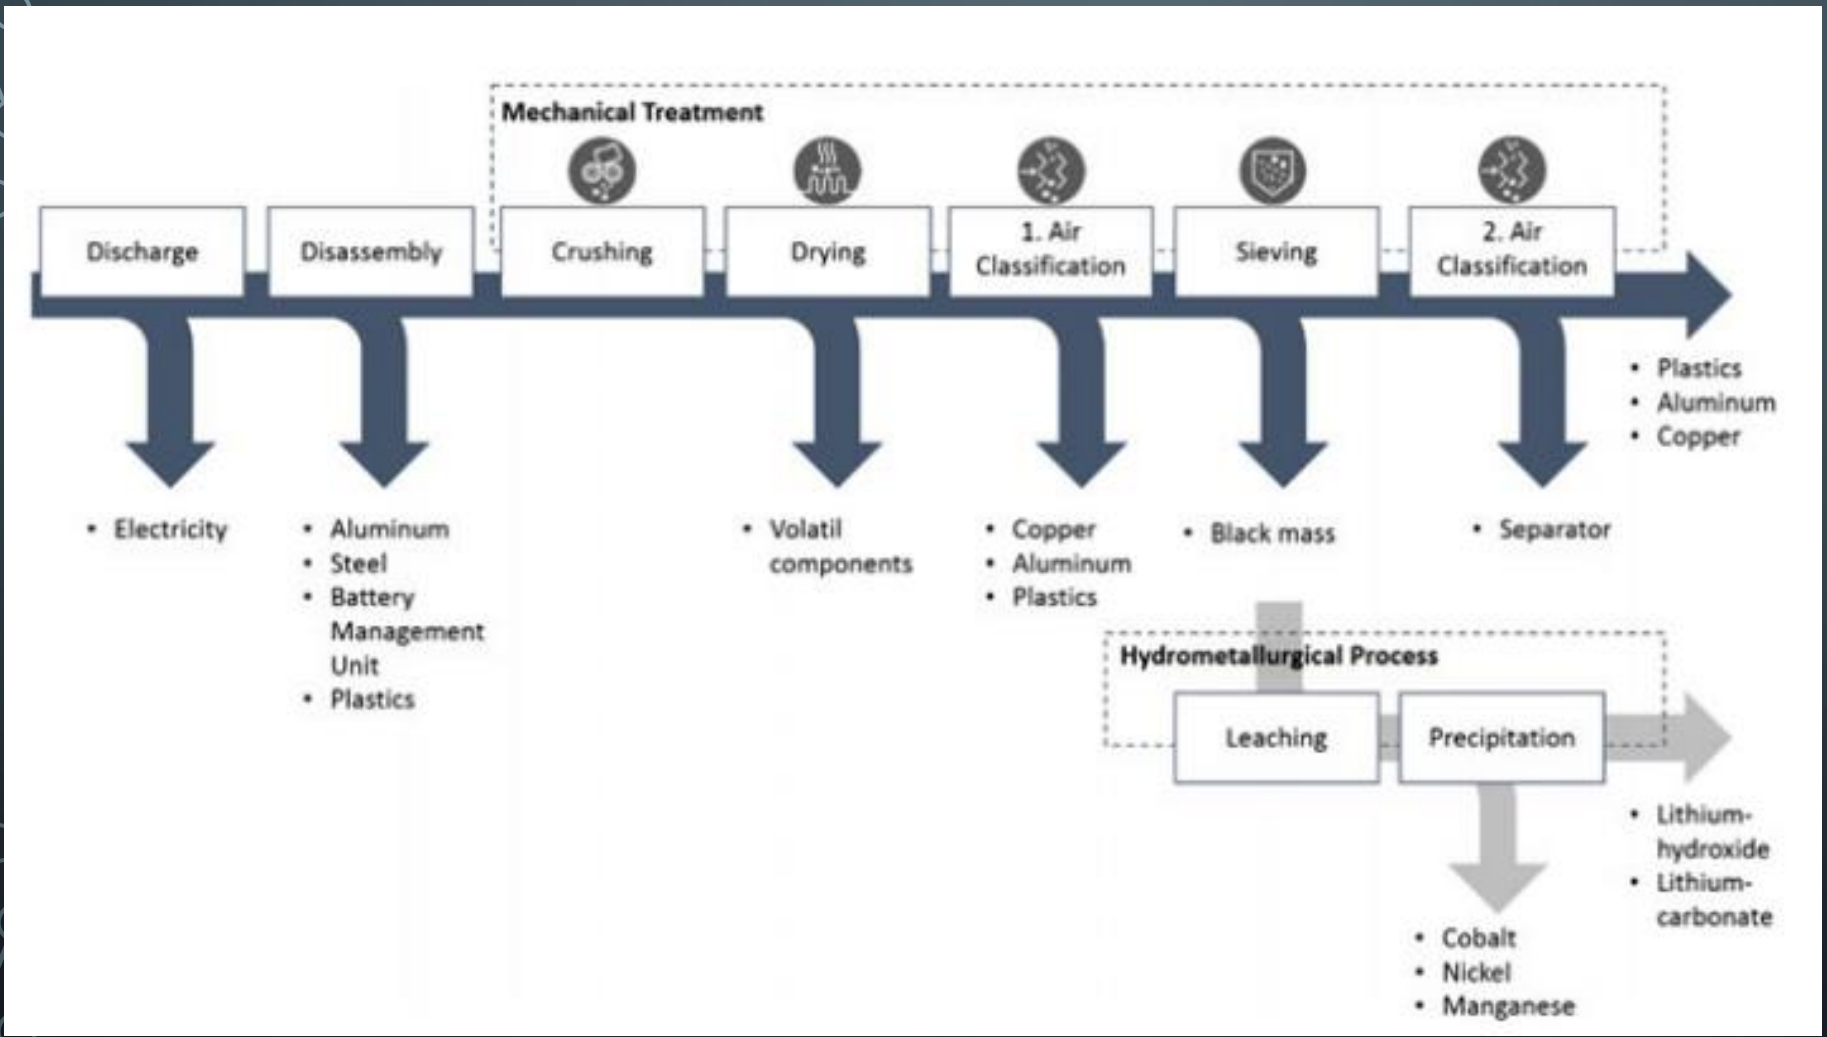 Mechanical Treatment
Discharge
Disassembly
Crushing
Drying
1. Air
Classification
Sieving
2. Air
Classification
• Plastics
• Aluminum
• Copper
• Electricity
• Aluminum
• Steel
• Battery
Management
Unit
• Plastics
• Volatil
components
• Copper
• Aluminum
• Plastics
• Black mass
• Separator
Hydrometallurgical Process
Leaching
Precipitation
• Lithium-
hydroxide
• Lithium-
carbonate
• Cobalt
• Nickel
• Manganese